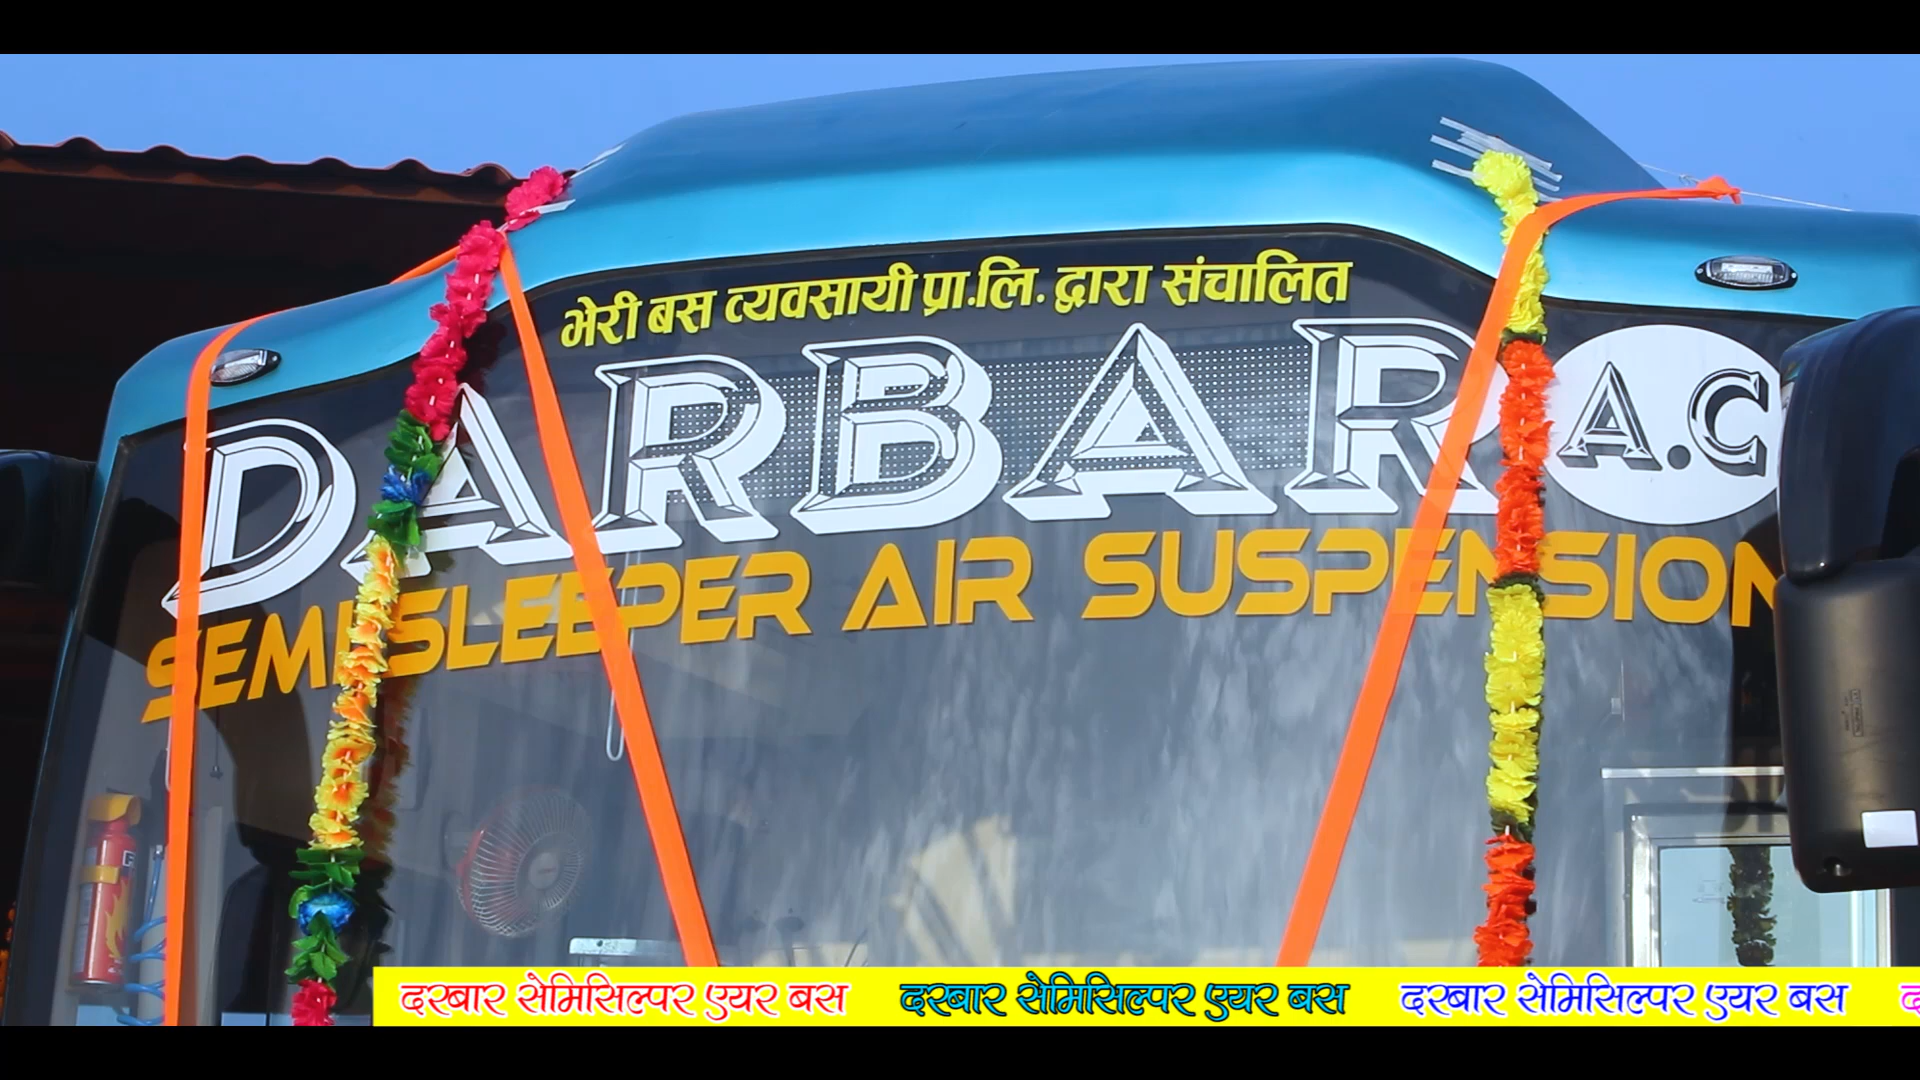 भेरी बस व्यवसायी प्रा.लि. द्वारा संचालित
DARBAR A.C
SEMI SLEEPER AIR SUSPENSION
दरबार सेमिसिल्पर एयर बस दरबार सेमिसिल्पर एयर बस दरबार सेमिसिल्पर एयर बस